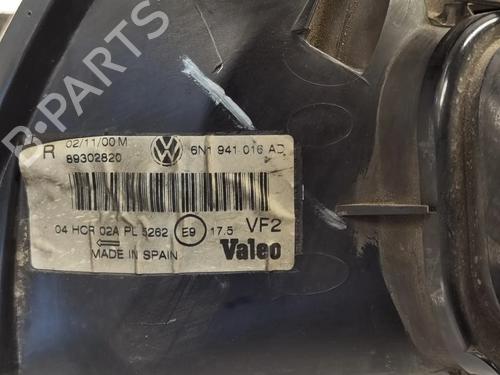 B-PARTS
R 02/11/00 M 6N1 941 016 AD
89302820
04 HCR 02A PL 5262 E9 17.5 VF2
MADE IN SPAIN Valeo